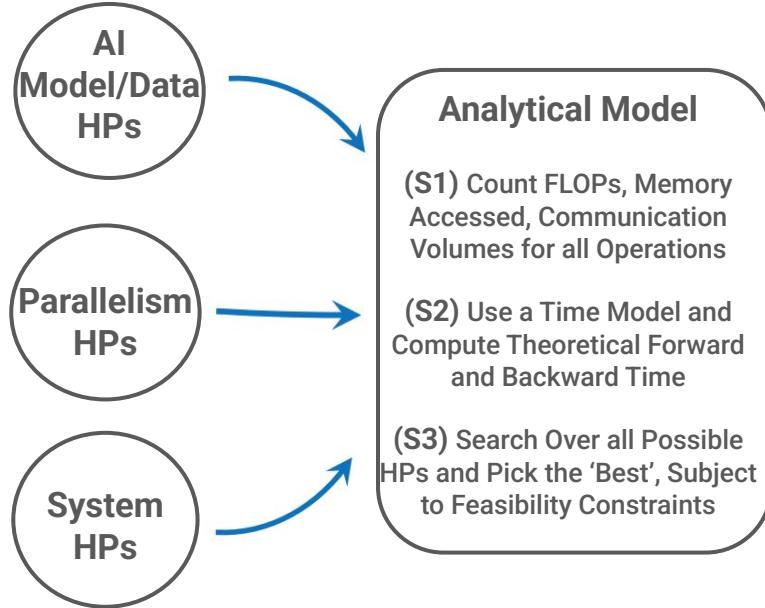 AI
Model/Data
HPs
Parallelism
HPs
System
HPs
Analytical Model
(S1) Count FLOPs, Memory
Accessed, Communication
Volumes for all Operations
(S2) Use a Time Model and
Compute Theoretical Forward
and Backward Time
(S3) Search Over all Possible
HPs and Pick the ‘Best’, Subject
to Feasibility Constraints